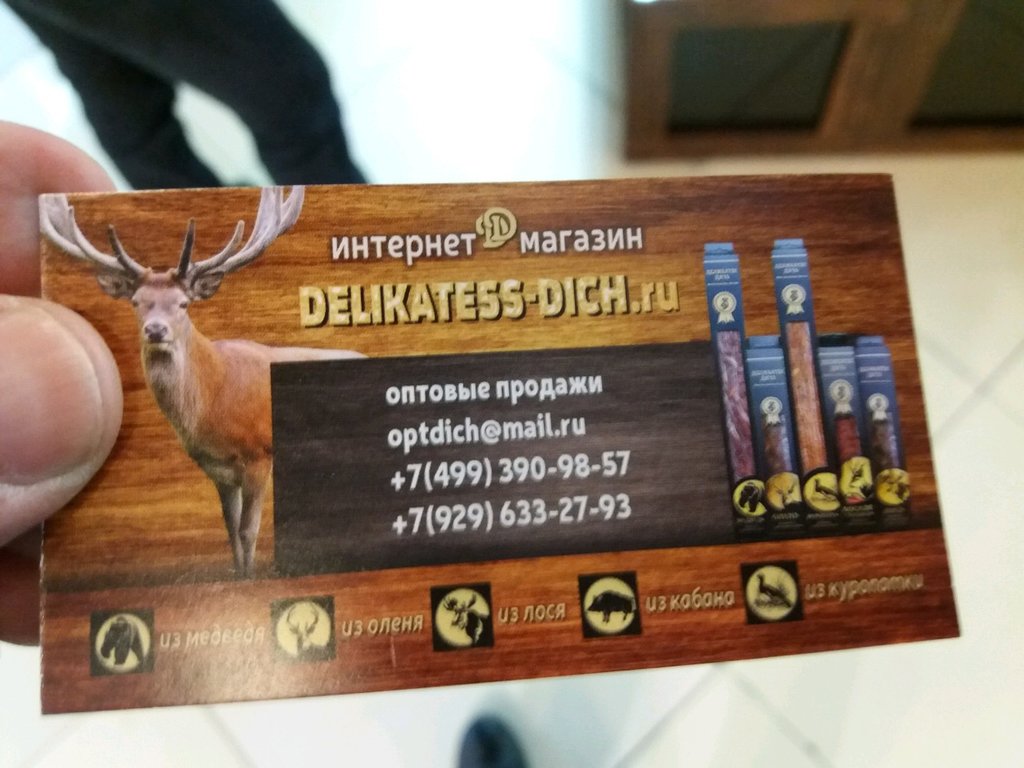 интернет D магазин
DELIKATESS-DICH.ru
оптовые продажи
optdich@mail.ru
+7(499) 390-98-57
+7(929) 633-27-93
из медведя
из оленя
из лося
из кабана
из куропатки